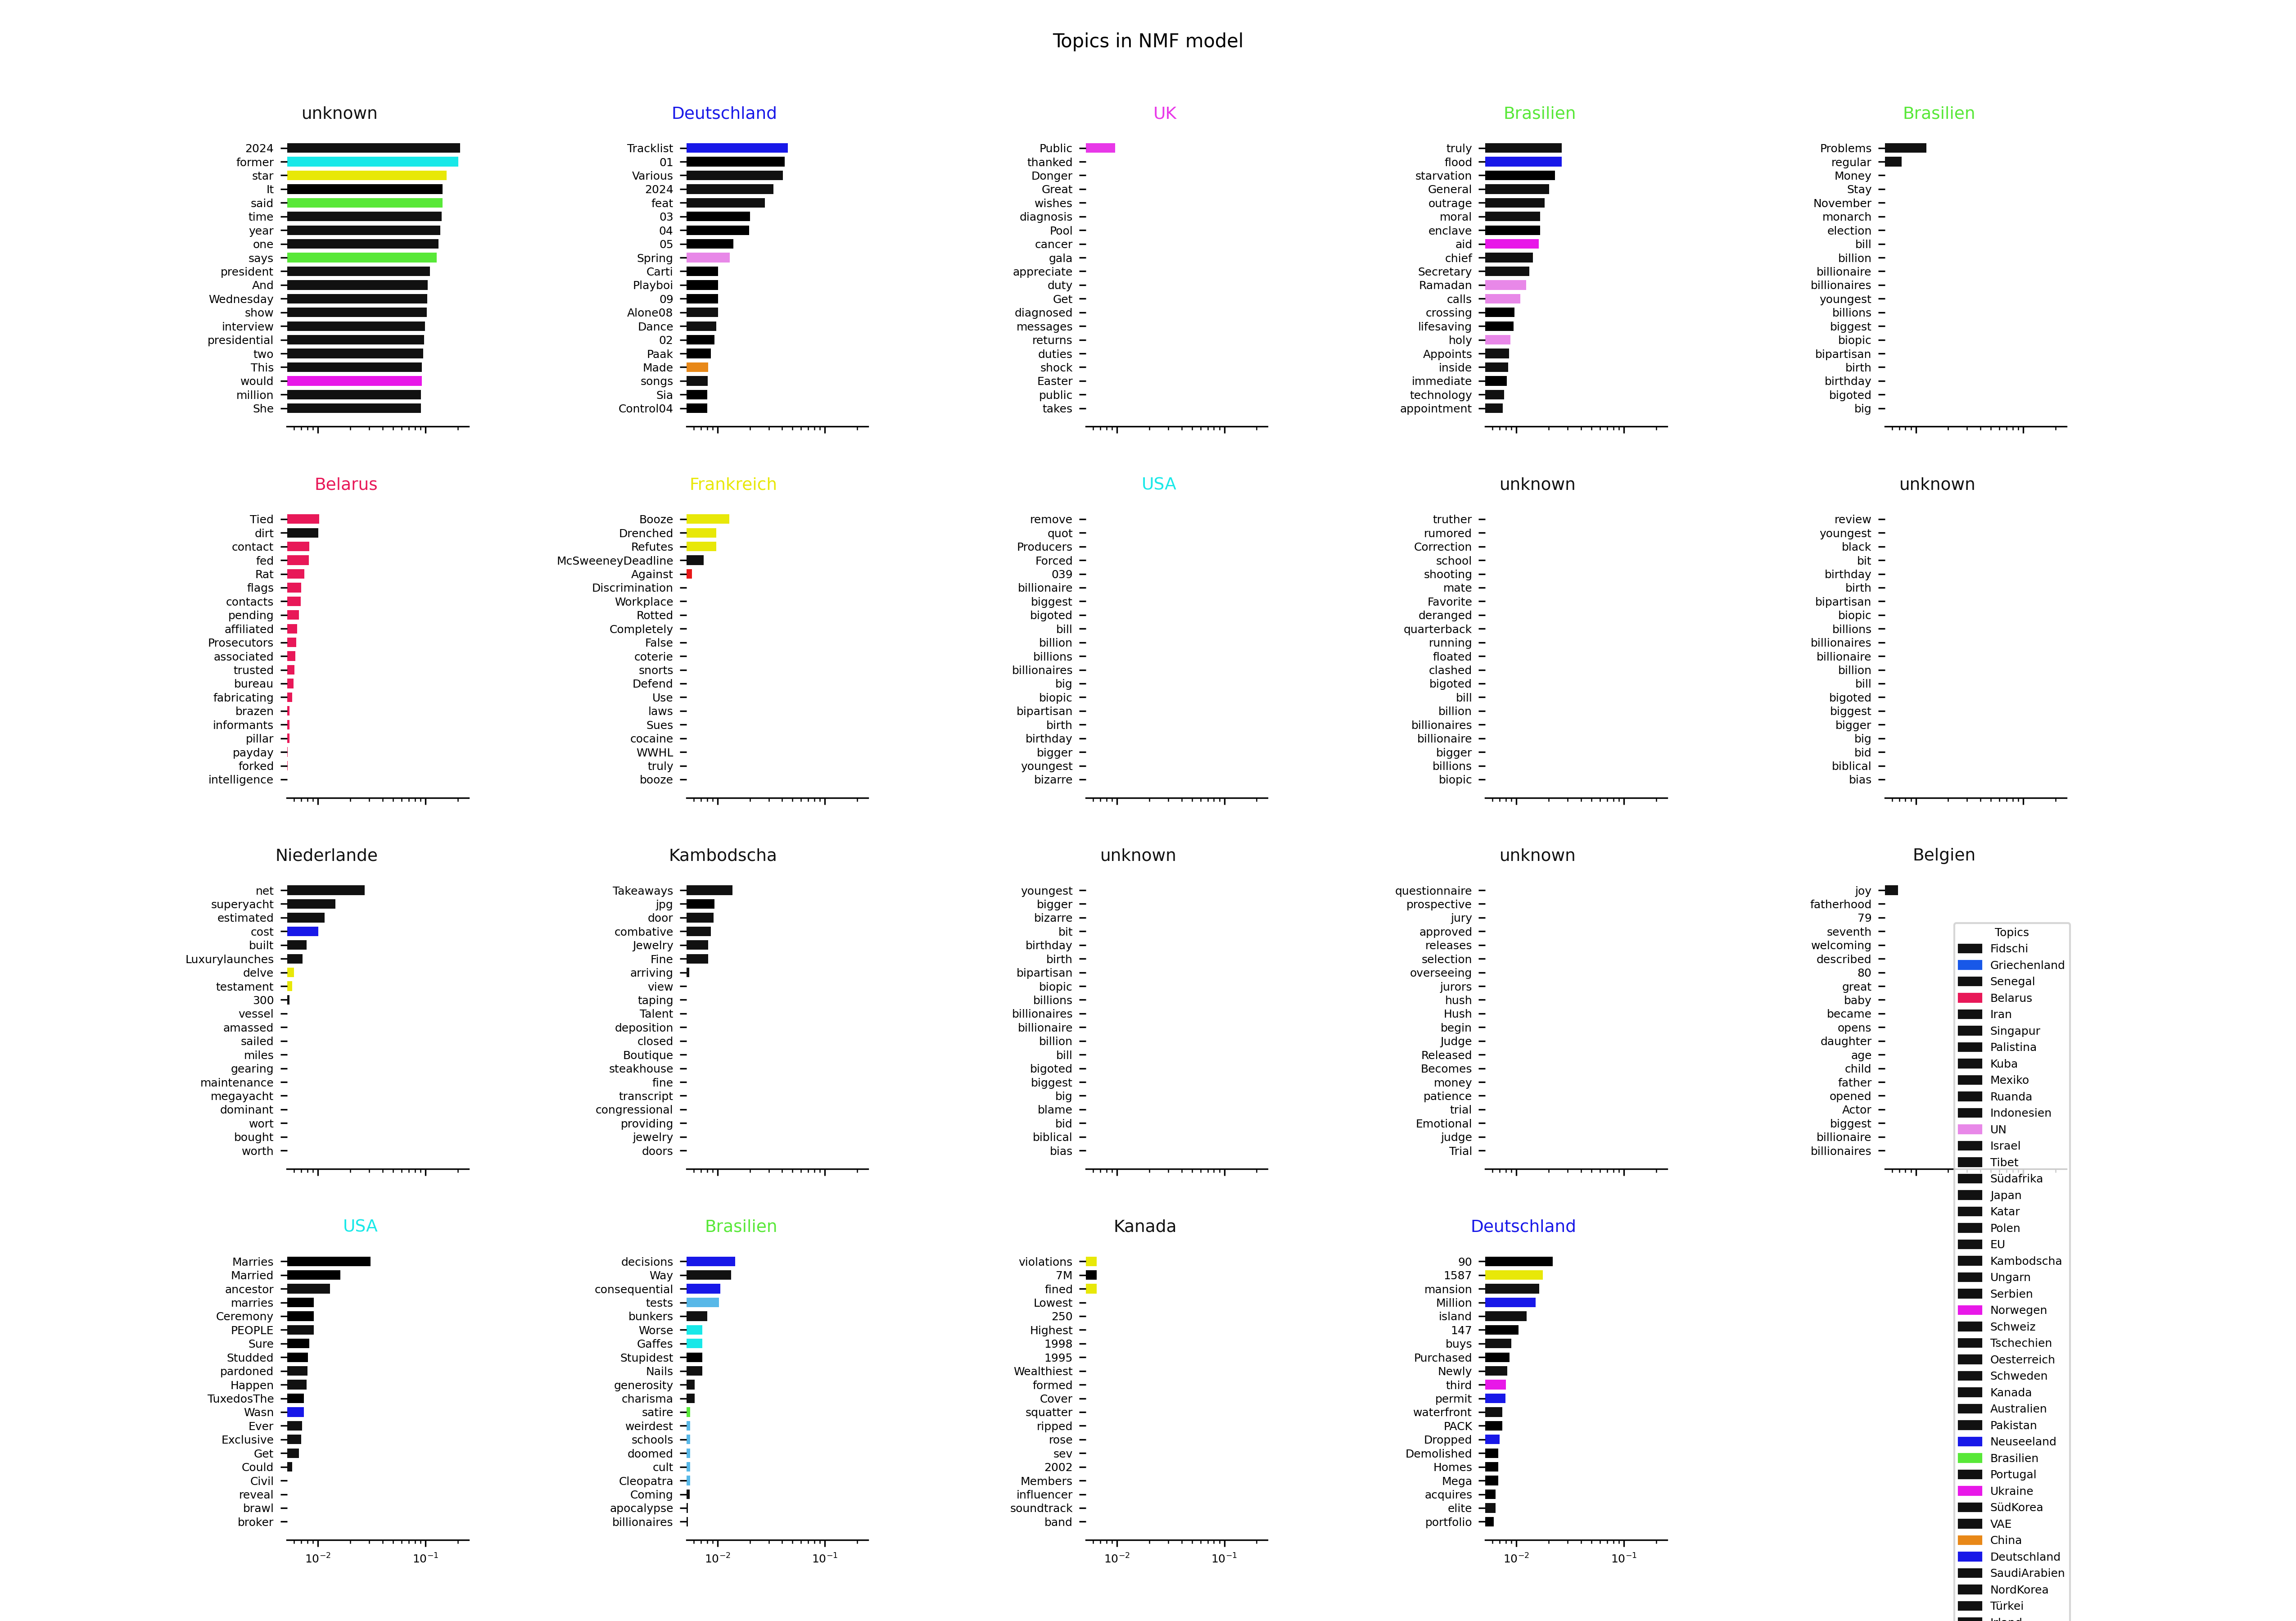 Topics in NMF model
unknown
2024
former
star
It
said
time
year
one
says
president
And
Wednesday
show
interview
presidential
two
This
would
million
She
Deutschland
Tracklist
01
Various
2024
feat
03
04
05
Spring
Carti
Playboi
09
Alone08
Dance
02
Paak
Made
songs
Sia
Control04
UK
Public
thanked
Donger
Great
wishes
diagnosis
Pool
cancer
gala
appreciate
duty
Get
diagnosed
messages
returns
duties
shock
Easter
public
takes
Brasilien
truly
flood
starvation
General
outrage
moral
enclave
aid
chief
Secretary
Ramadan
calls
crossing
lifesaving
holy
Appoints
inside
immediate
technology
appointment
Brasilien
Problems
regular
Money
Stay
November
monarch
election
bill
billion
billionaire
billionaires
youngest
billions
biggest
biopic
bipartisan
birth
birthday
bigoted
big
Belarus
Tied
dirt
contact
fed
Rat
flags
contacts
pending
affiliated
Prosecutors
associated
trusted
bureau
fabricating
brazen
informants
pillar
payday
forked
intelligence
Frankreich
Booze
Drenched
Refutes
McSweeneyDeadline
Against
Discrimination
Workplace
Rotted
Completely
False
coterie
snorts
Defend
Use
laws
Sues
cocaine
WWHL
truly
booze
USA
remove
quot
Producers
Forced
039
billionaire
biggest
bigoted
bill
billion
billions
billionaires
big
biopic
bipartisan
birth
birthday
bigger
youngest
bizarre
unknown
truther
rumored
Correction
school
shooting
mate
Favorite
deranged
quarterback
running
floated
clashed
bigoted
bill
billion
billionaires
billionaire
bigger
billions
biopic
unknown
review
youngest
black
bit
birthday
birth
bipartisan
biopic
billions
billionaires
billionaire
billion
bill
bigoted
biggest
bigger
big
bid
biblical
bias
Niederlande
net
superyacht
estimated
cost
built
Luxurylaunches
delve
testament
300
vessel
amassed
sailed
miles
gearing
maintenance
megayacht
dominant
wort
bought
worth
Kambodscha
Takeaways
jpg
door
combative
Jewelry
Fine
arriving
view
taping
Talent
deposition
closed
Boutique
steakhouse
fine
transcript
congressional
providing
jewelry
doors
unknown
youngest
bigger
bizarre
bit
birthday
birth
bipartisan
biopic
billions
billionaires
billionaire
billion
bill
bigoted
biggest
big
blame
bid
biblical
bias
unknown
questionnaire
prospective
jury
approved
releases
selection
overseeing
jurors
hush
Hush
begin
Judge
Released
Becomes
money
patience
trial
Emotional
judge
Trial
Belgien
joy
fatherhood
79
seventh
welcoming
described
80
great
baby
became
opens
daughter
age
child
father
opened
Actor
biggest
billionaire
billionaires
USA
Marries
Married
ancestor
marries
Ceremony
PEOPLE
Sure
Studded
pardoned
Happen
TuxedosThe
Wasn
Ever
Exclusive
Get
Could
Civil
reveal
brawl
broker
10⁻² 10⁻¹
Brasilien
decisions
Way
consequential
tests
bunkers
Worse
Gaffes
Stupidest
Nails
generosity
charisma
satire
weirdest
schools
doomed
cult
Cleopatra
Coming
apocalypse
billionaires
10⁻² 10⁻¹
Kanada
violations
7M
fined
Lowest
250
Highest
1998
1995
Wealthiest
formed
Cover
squatter
ripped
rose
sev
2002
Members
influencer
soundtrack
band
10⁻² 10⁻¹
Deutschland
90
1587
mansion
Million
island
147
buys
Purchased
Newly
third
permit
waterfront
PACK
Dropped
Demolished
Homes
Mega
acquires
elite
portfolio
10⁻² 10⁻¹
Topics
Fidschi
Griechenland
Senegal
Belarus
Iran
Singapur
Palistina
Kuba
Mexiko
Ruanda
Indonesien
UN
Israel
Tibet
Südafrika
Japan
Katar
Polen
EU
Kambodscha
Ungarn
Serbien
Norwegen
Schweiz
Tschechien
Oesterreich
Schweden
Kanada
Australien
Pakistan
Neuseeland
Brasilien
Portugal
Ukraine
SüdKorea
VAE
China
Deutschland
SaudiArabien
NordKorea
Türkei